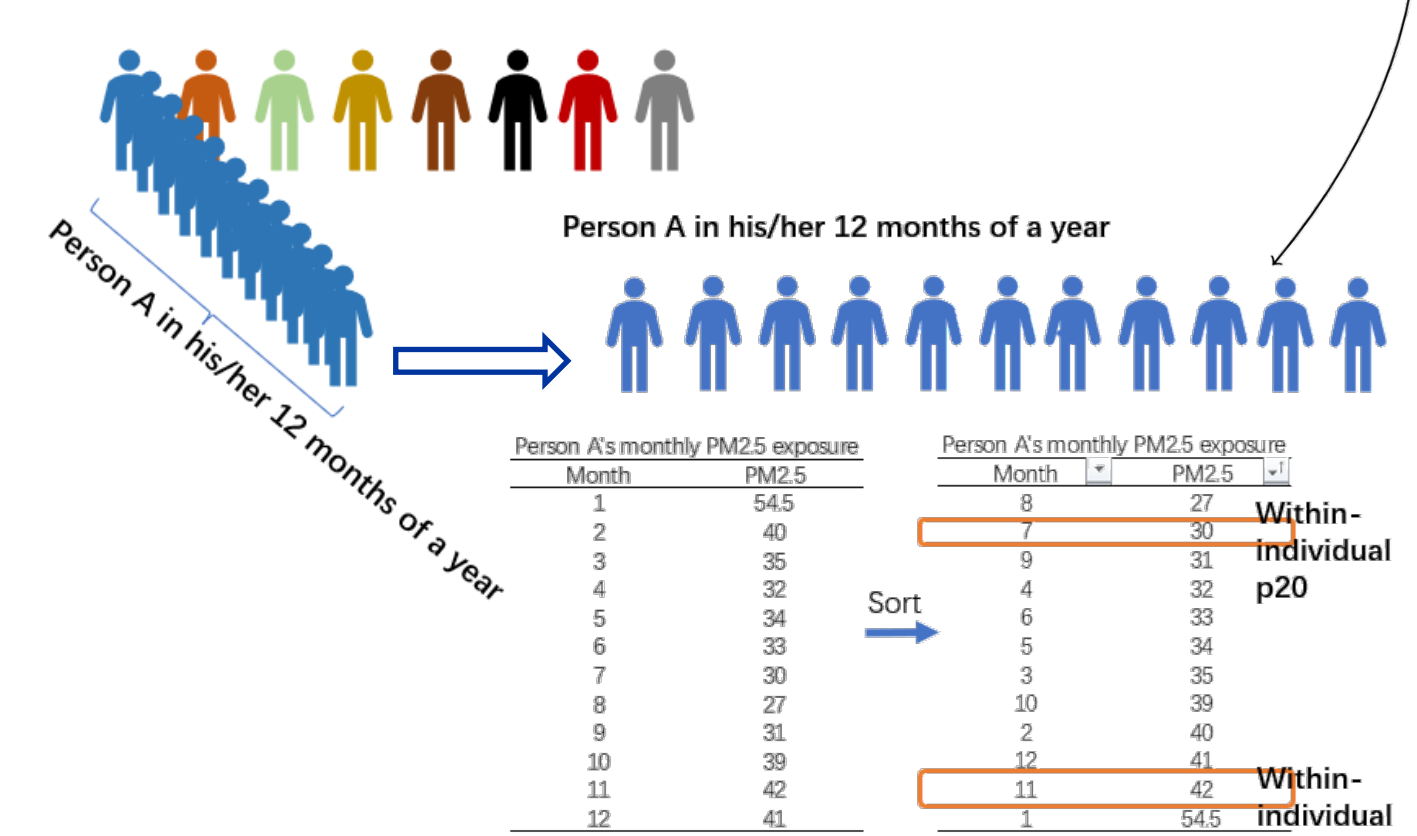 Person A in his/her 12 months of a year
Person A in his/her 12 months of a year
Person A's monthly PM2.5 exposure
Month PM2.5
1 54.5
2 40
3 35
4 32
5 34
6 33
7 30
8 27
9 31
10 39
11 42
12 41
Sort
Person A's monthly PM2.5 exposure
Month PM2.5
8 27
7 30
9 31
4 32
6 33
5 34
3 35
10 39
2 40
12 41
11 42
1 54.5
Within-
individual
p20
Within-
individual